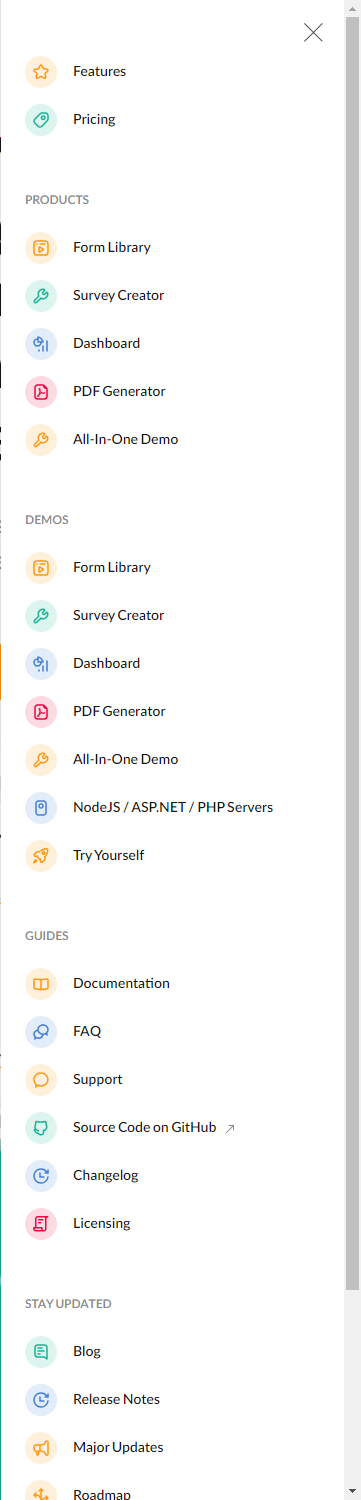 Features
Pricing
PRODUCTS
Form Library
Survey Creator
Dashboard
PDF Generator
All-In-One Demo
DEMOS
Form Library
Survey Creator
Dashboard
PDF Generator
All-In-One Demo
NodeJS / ASP.NET / PHP Servers
Try Yourself
GUIDES
Documentation
FAQ
Support
Source Code on GitHub
Changelog
Licensing
STAY UPDATED
Blog
Release Notes
Major Updates
Roadmap